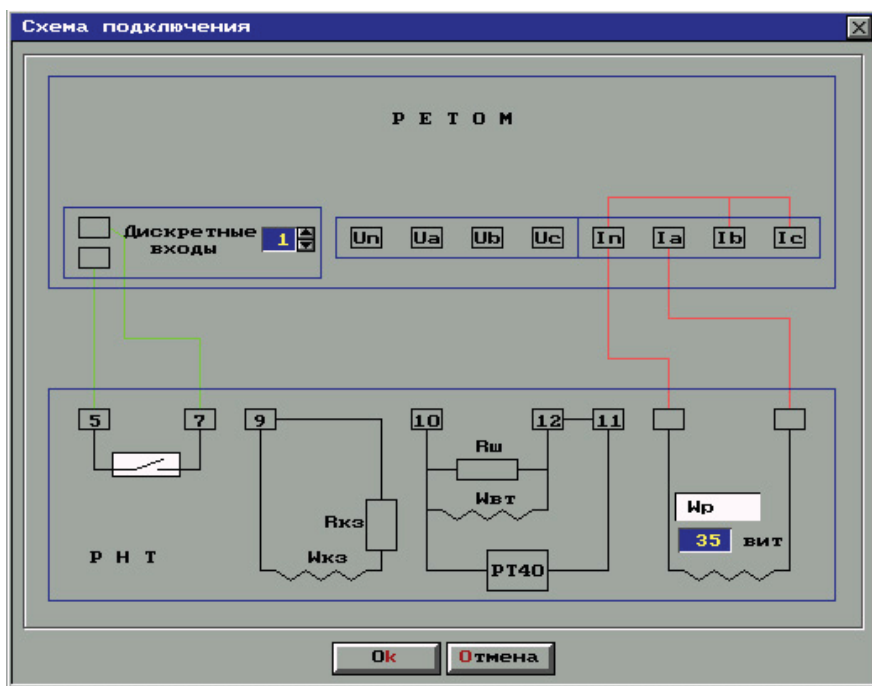 Схема подключения
Р Е Т О М
Дискретные
входы
1
Un Ua Ub Uc In Ia Ib Ic
5 7 9 10 12 11
Rш
Wвт
Rкз
Wкз
Wр
35 вит
РТ40
Р Н Т
Ok Отмена